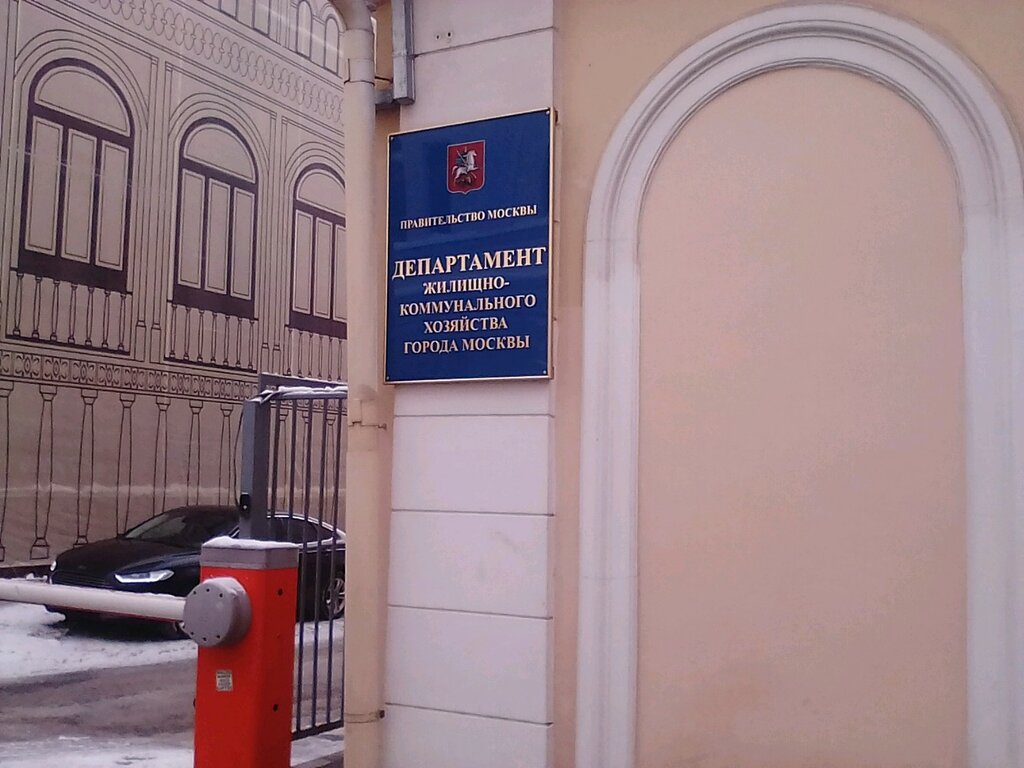 ПРАВИТЕЛЬСТВО МОСКВЫ
ДЕПАРТАМЕНТ
ЖИЛИЩНО-
КОММУНАЛЬНОГО
ХОЗЯЙСТВА
ГОРОДА МОСКВЫ